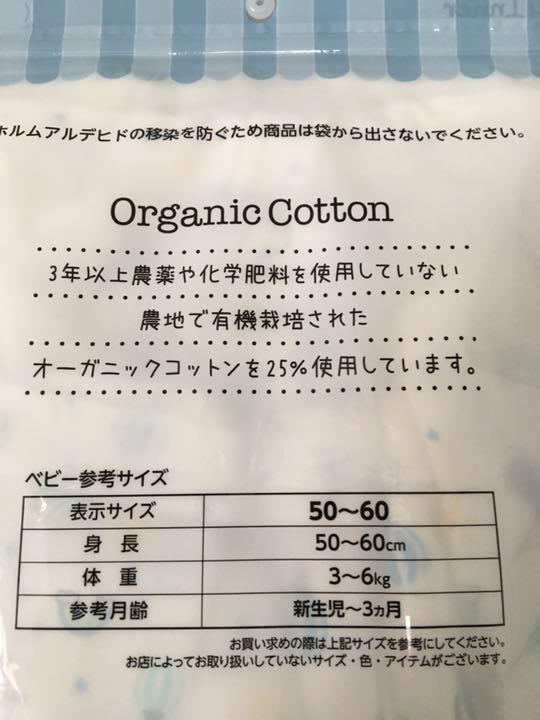 ホルムアルデヒドの移染を防ぐため商品は袋から出さないでください。
Organic Cotton
3年以上農薬や化学肥料を使用していない
農地で有機栽培された
オーガニックコットンを25%使用しています。
ベビー参考サイズ
表示サイズ 50〜60
身 長 50〜60cm
体 重 3〜6kg
参考月齢 新生児〜3ヵ月
お買い求めの際は上記サイズを参考にしてください。
お店によってお取り扱いしていないサイズ・色・アイテムがございます。